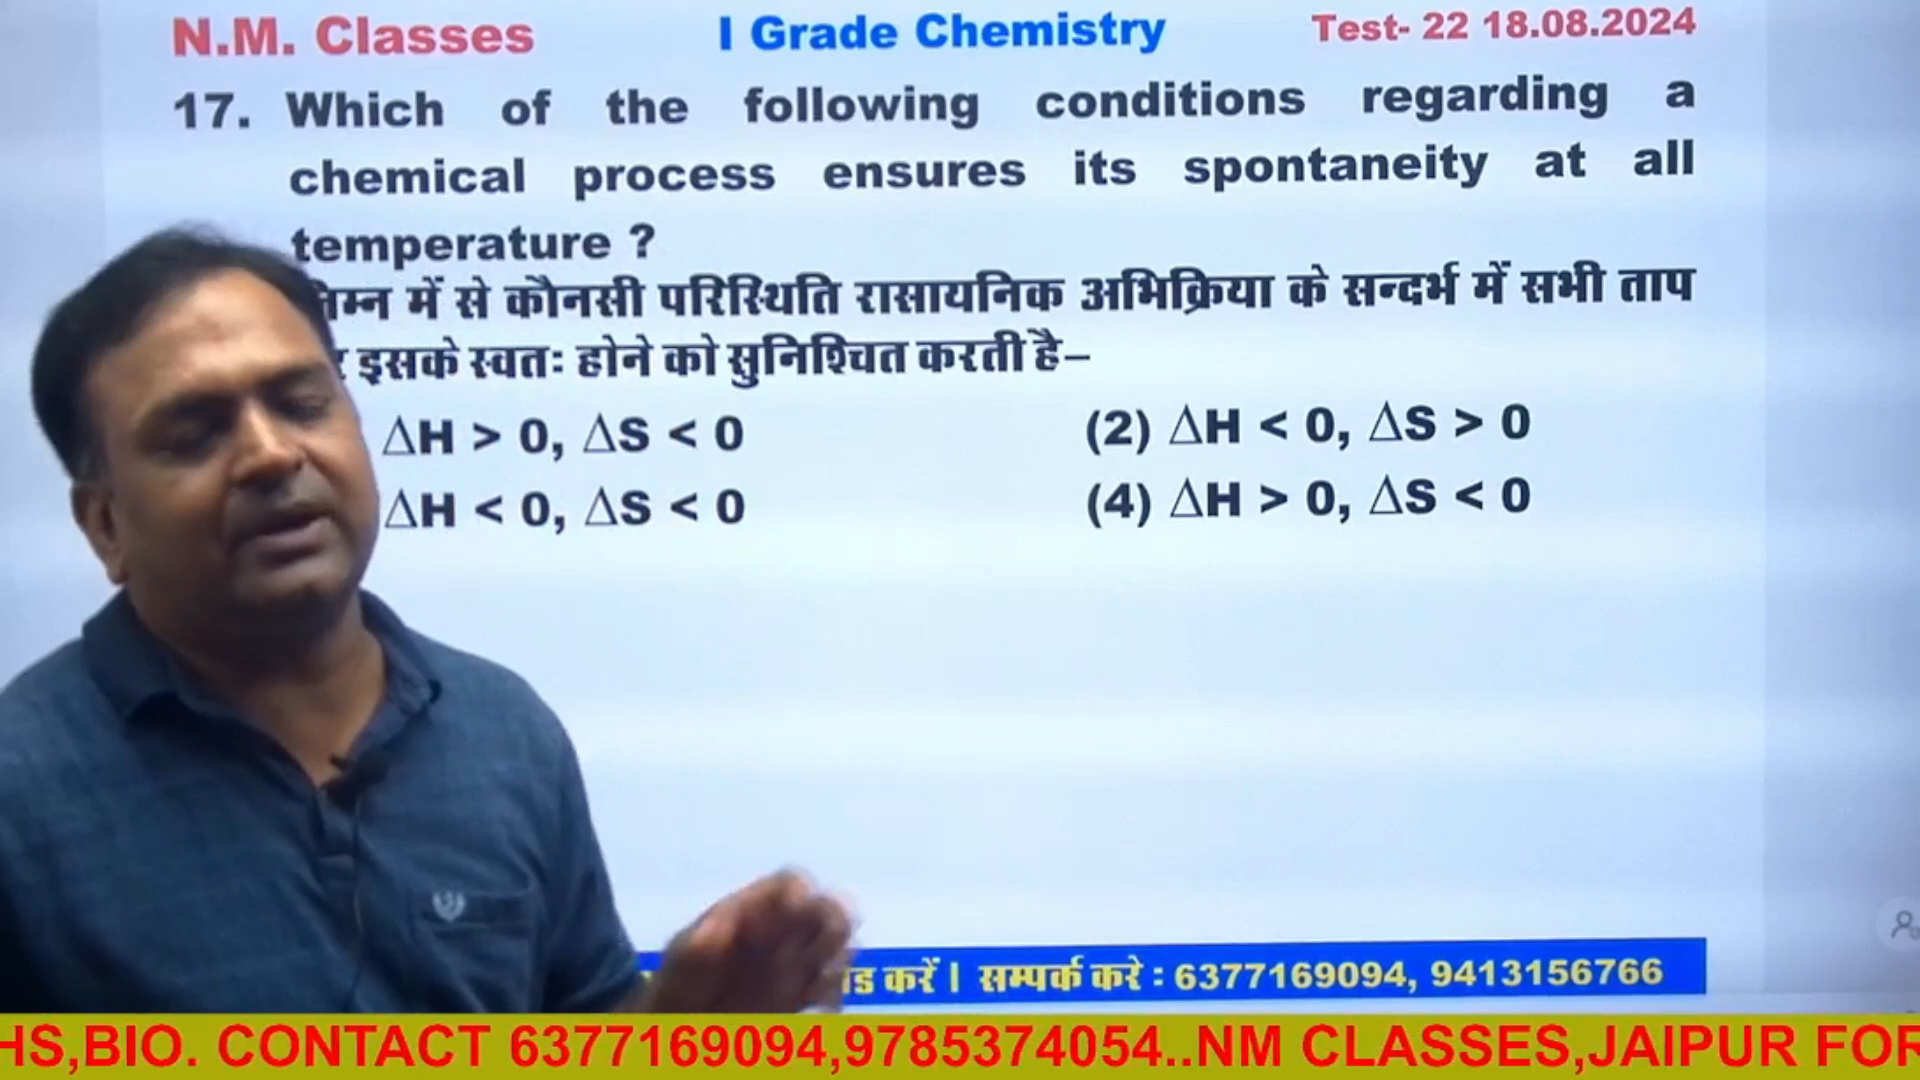 N.M. Classes I Grade Chemistry Test- 22 18.08.2024
17. Which of the following conditions regarding a
chemical process ensures its spontaneity at all
temperature ?
में से कौनसी परिस्थिति रासायनिक अभिक्रिया के सन्दर्भ में सभी ताप
इसके स्वतः होने को सुनिश्चित करती है–
ΔH > 0, ΔS < 0 (2) ΔH < 0, ΔS > 0
ΔH < 0, ΔS < 0 (4) ΔH > 0, ΔS < 0
करें। सम्पर्क करे : 6377169094, 9413156766
HS,BIO. CONTACT 6377169094,9785374054..NM CLASSES,JAIPUR FOR